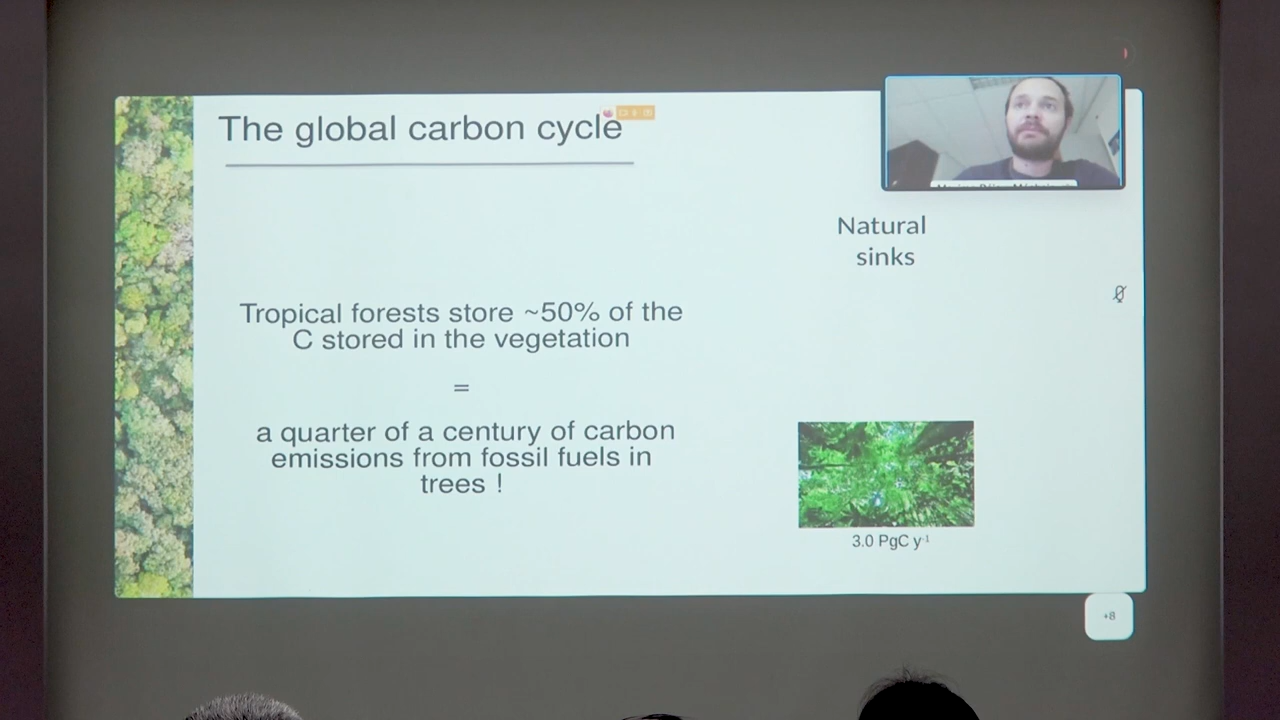 The global carbon cycle
Natural
sinks
Tropical forests store ~50% of the
C stored in the vegetation
=
a quarter of a century of carbon
emissions from fossil fuels in
trees !
3.0 PgC y-1
+8